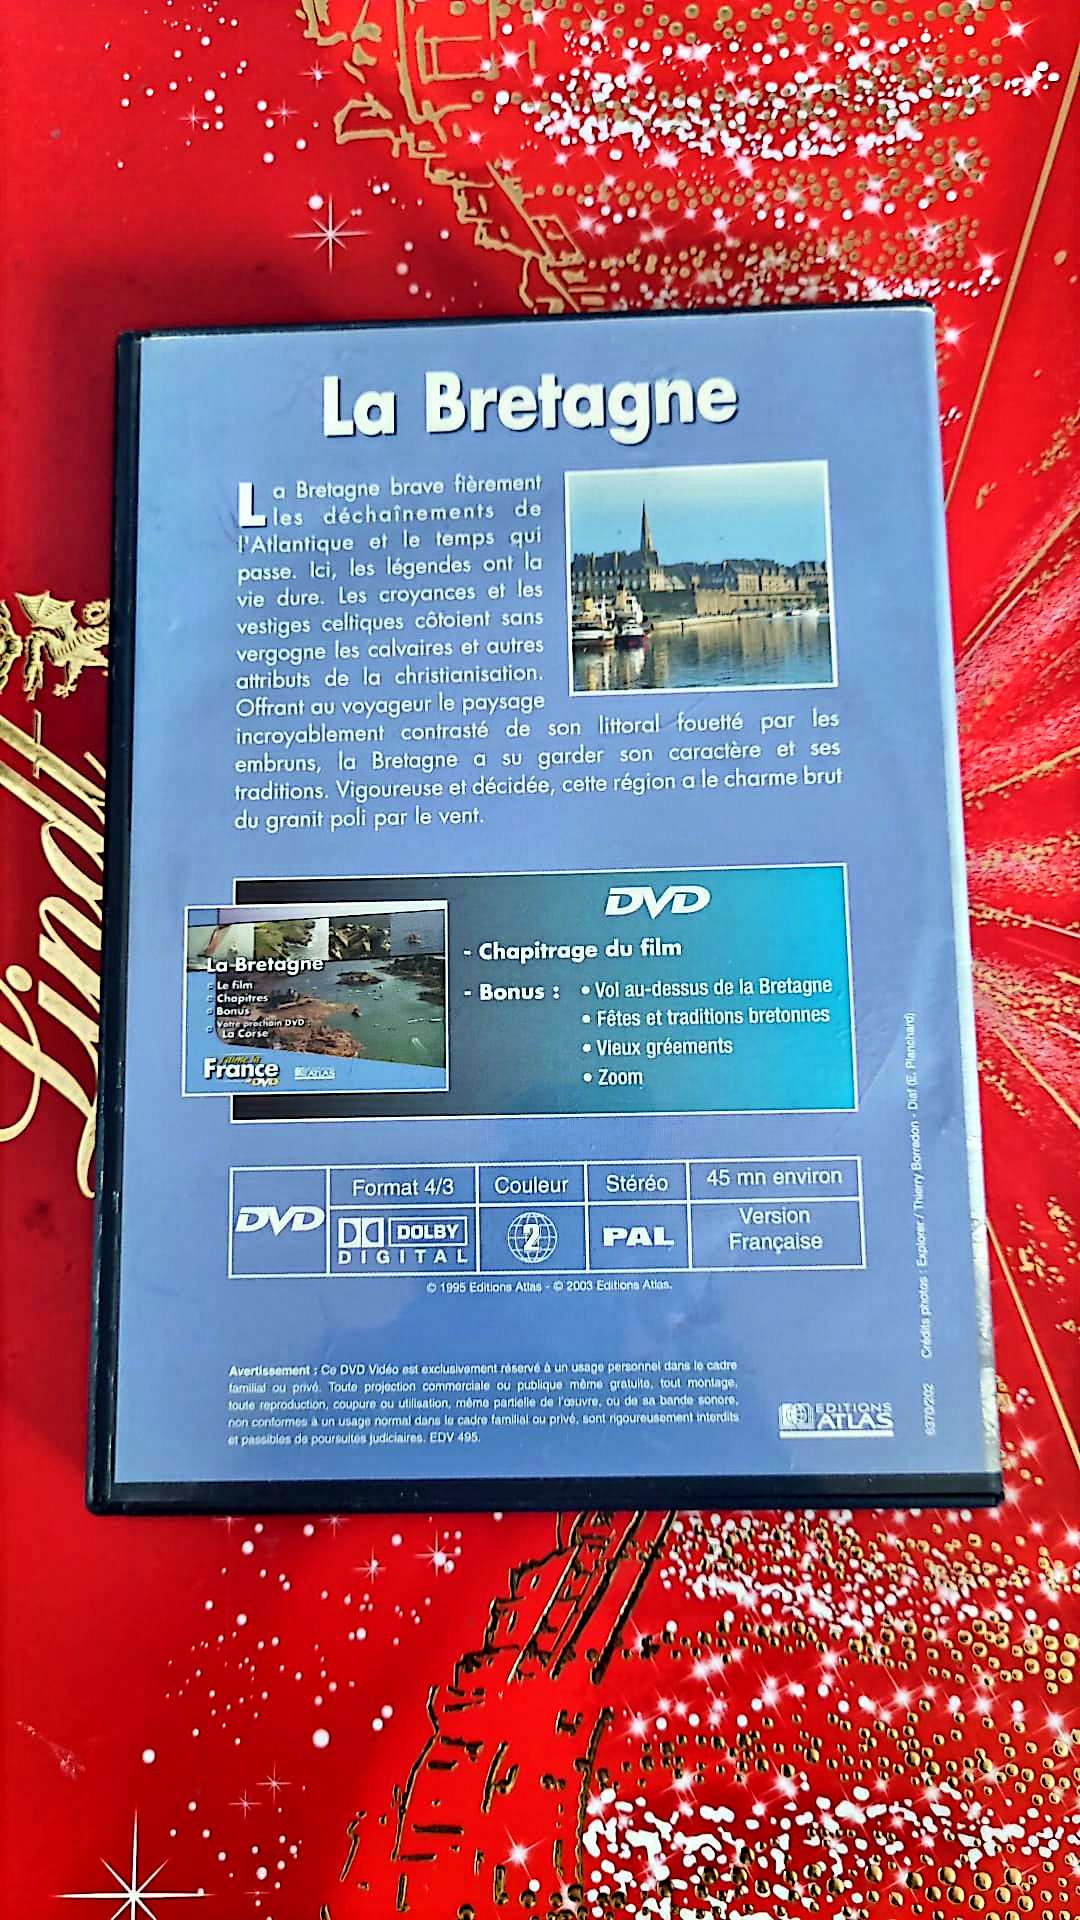 Lindt
La Bretagne
La Bretagne brave fièrement
les déchaînements de
l'Atlantique et le temps qui
passe. Ici, les légendes ont la
vie dure. Les croyances et les
vestiges celtiques côtoient sans
vergogne les calvaires et autres
attributs de la christianisation.
Offrant au voyageur le paysage
incroyablement contrasté de son littoral fouetté par les
embruns, la Bretagne a su garder son caractère et ses
traditions. Vigoureuse et décidée, cette région a le charme brut
du granit poli par le vent.
La Bretagne
Le film
Chapitres
Bonus
Votre prochain DVD :
La Corse
J'aime la
France
DVD
ATLAS
DVD
- Chapitrage du film
- Bonus : • Vol au-dessus de la Bretagne
• Fêtes et traditions bretonnes
• Vieux gréements
• Zoom
DVD
Format 4/3
Couleur
Stéréo
45 mn environ
DOLBY
DIGITAL
2
PAL
Version
Française
© 1995 Editions Atlas - © 2003 Editions Atlas.
Avertissement : Ce DVD Vidéo est exclusivement réservé à un usage personnel dans le cadre
familial ou privé. Toute projection commerciale ou publique même gratuite, tout montage,
toute reproduction, coupure ou utilisation, même partielle de l'œuvre, ou de sa bande sonore,
non conformes à un usage normal dans le cadre familial ou privé, sont rigoureusement interdits
et passibles de poursuites judiciaires. EDV 495.
EDITIONS
ATLAS
6370/202 Crédits photos : Explorer / Thierry Borredon - Diaf (E. Planchard)